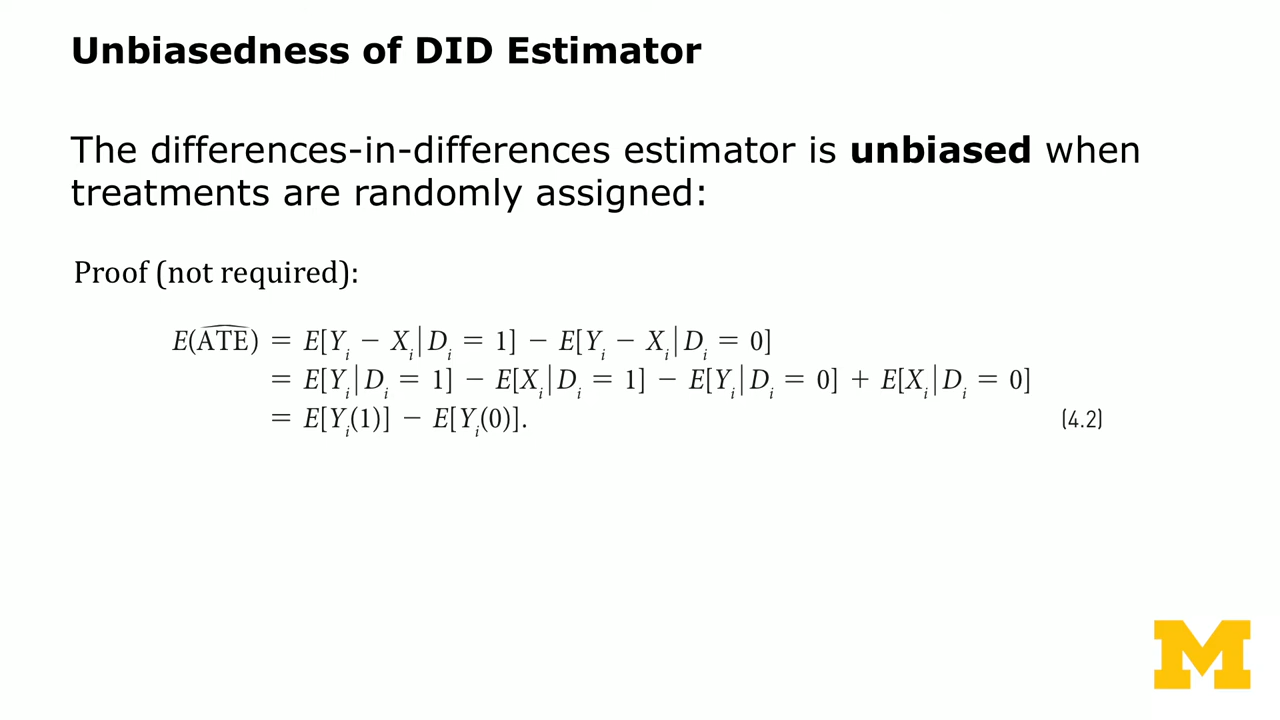 Unbiasedness of DID Estimator
The differences-in-differences estimator is unbiased when
treatments are randomly assigned:
Proof (not required):
E(\widehat{ATE}) = E[Y_i − X_i|D_i = 1] − E[Y_i − X_i|D_i = 0]
= E[Y_i|D_i = 1] − E[X_i|D_i = 1] − E[Y_i|D_i = 0] + E[X_i|D_i = 0]
= E[Y_i(1)] − E[Y_i(0)]. (4.2)
M